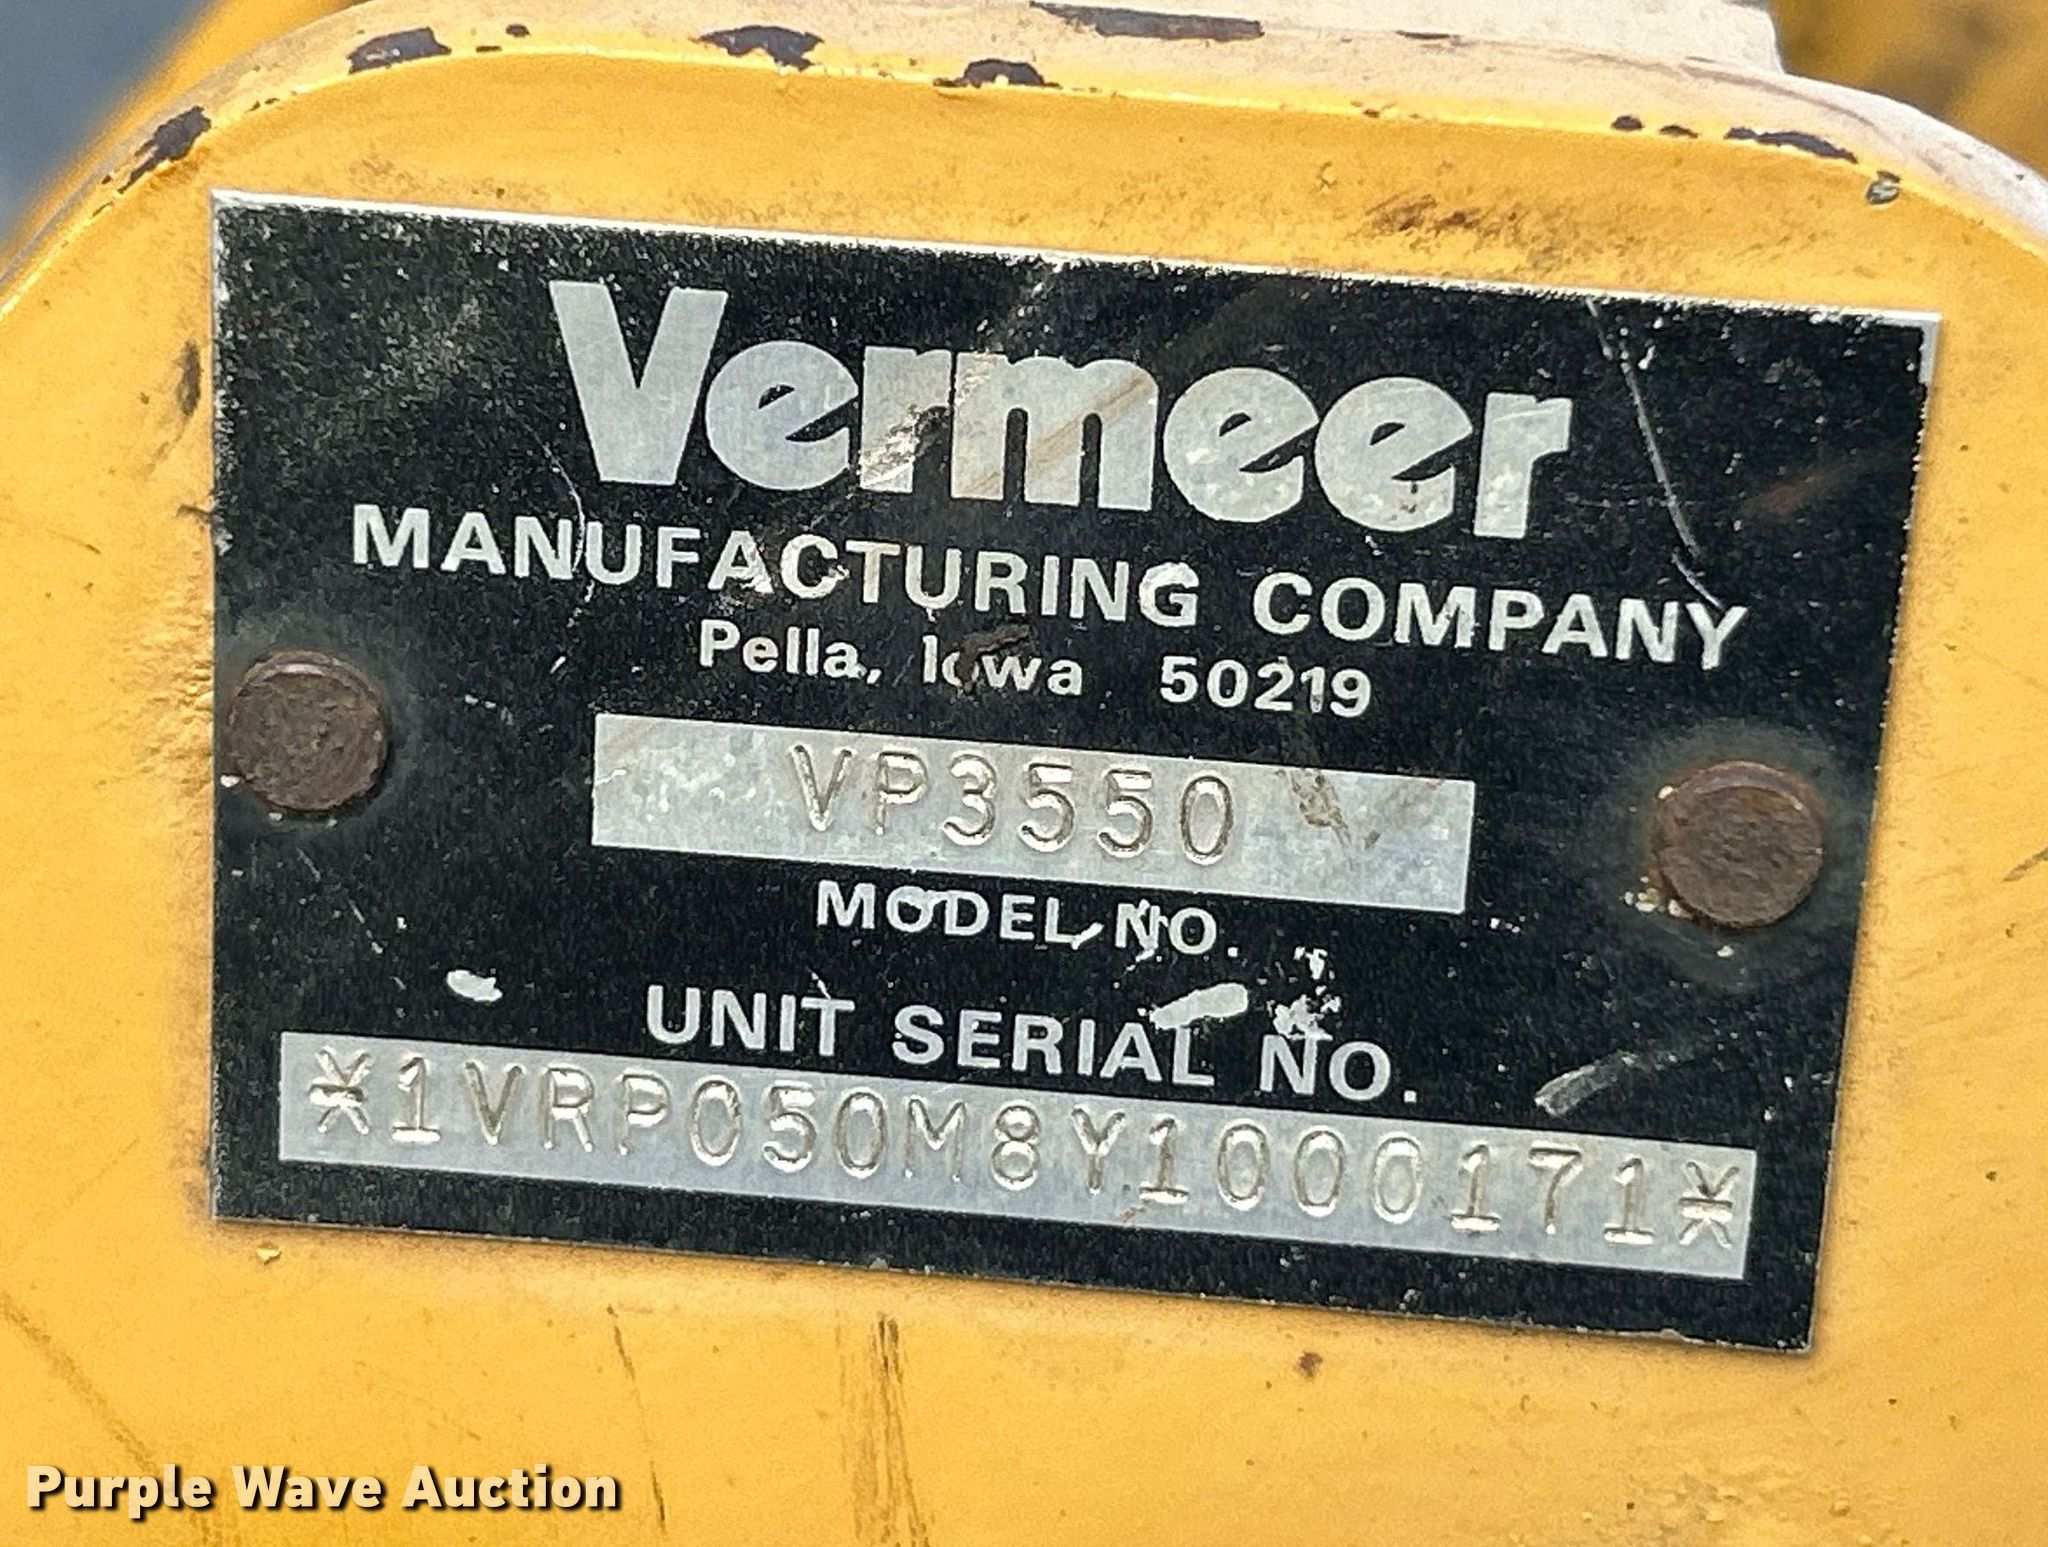 Vermeer
MANUFACTURING COMPANY
Pella, Iowa 50219
VP3550
MODEL NO.
UNIT SERIAL NO.
*1VRP050M8Y1000171*
Purple Wave Auction